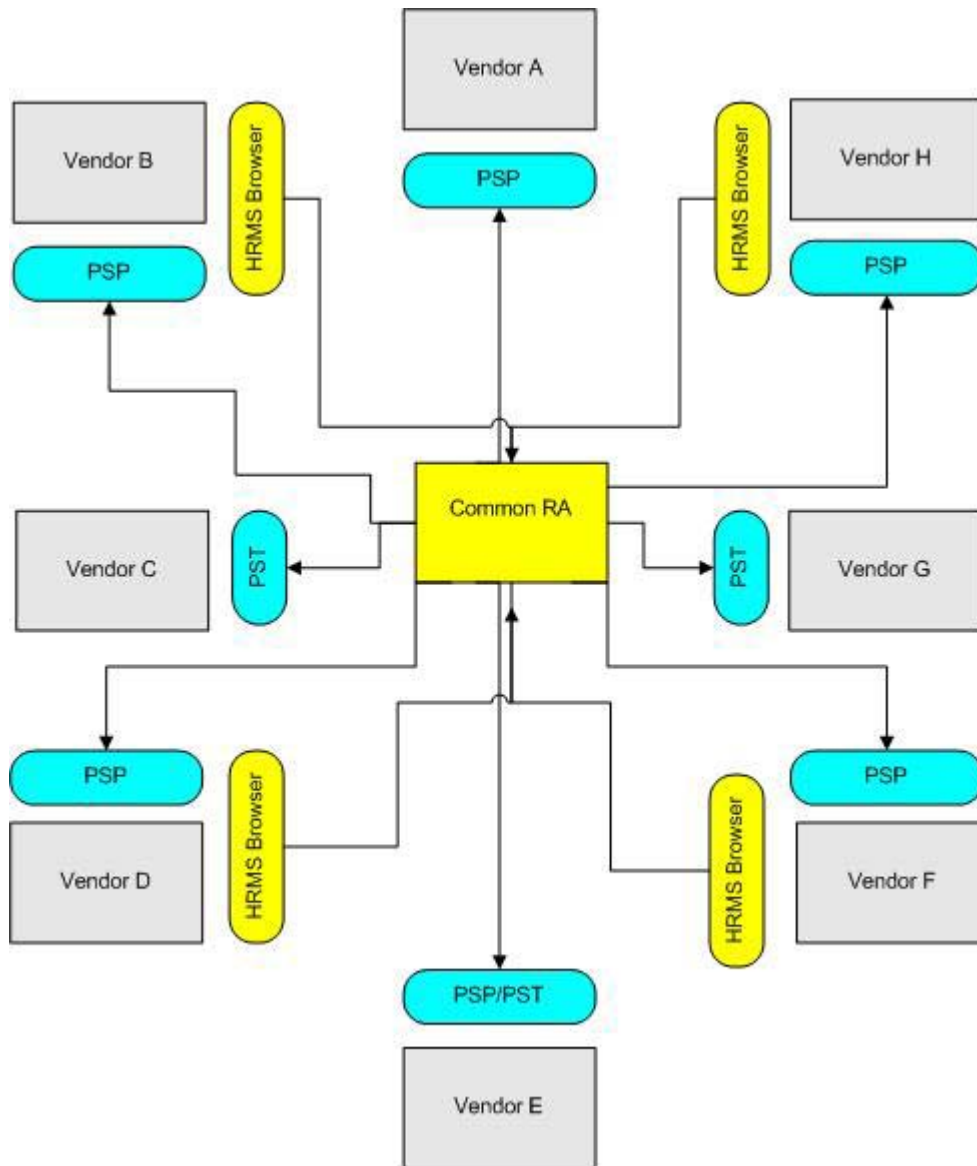 Vendor A
Vendor B
HRMS Browser
PSP
HRMS Browser
Vendor H
PSP
PSP
Common RA
Vendor C
PST
PST
Vendor G
PSP
HRMS Browser
HRMS Browser
PSP
Vendor D
Vendor F
PSP/PST
Vendor E